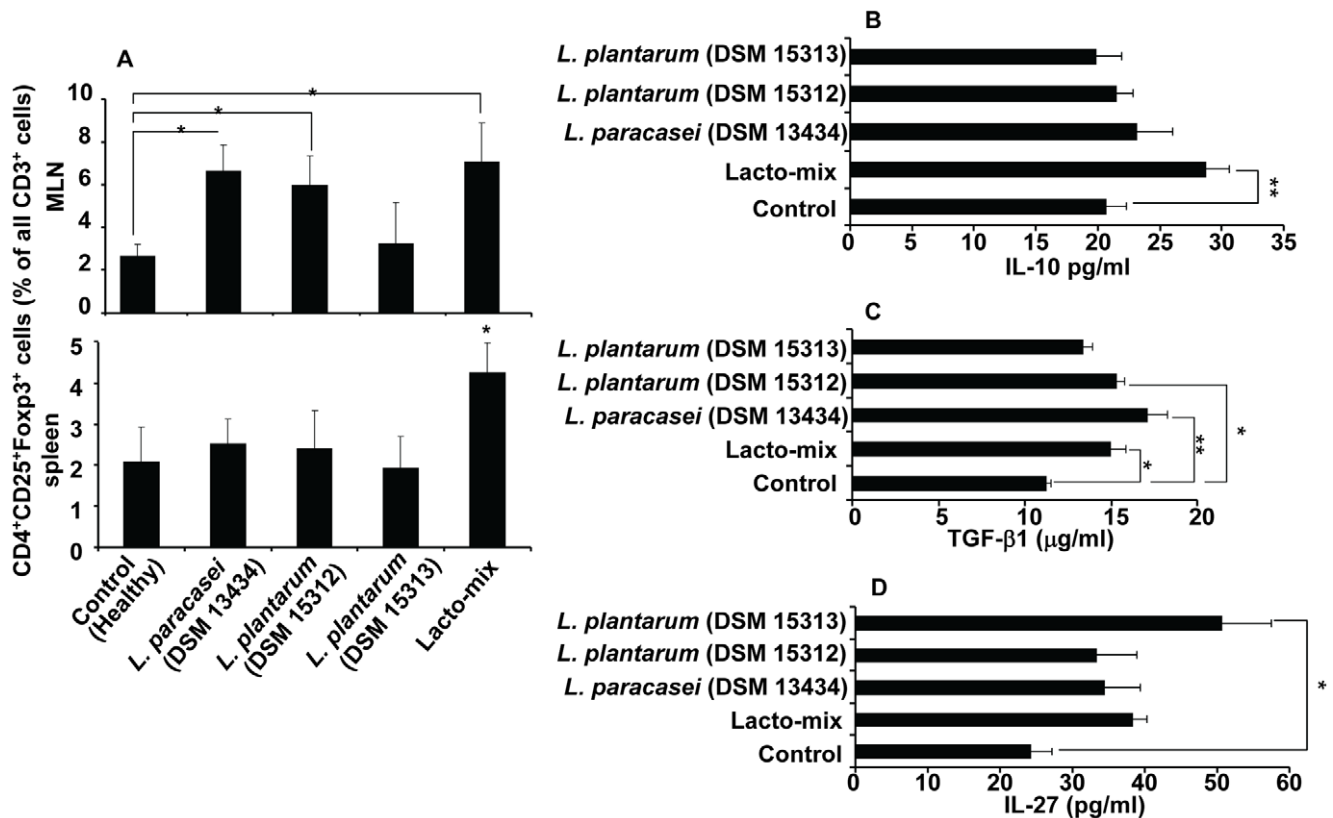 A
CD4⁺CD25⁺Foxp3⁺ cells (% of all CD3⁺ cells)
MLN
spleen
10
8
6
4
2
0
*
*
*
5
4
3
2
1
0
*
Control
(Healthy)
L. paracasei
(DSM 13434)
L. plantarum
(DSM 15312)
L. plantarum
(DSM 15313)
Lacto-mix
B
L. plantarum (DSM 15313)
L. plantarum (DSM 15312)
L. paracasei (DSM 13434)
Lacto-mix
Control
**
0 5 10 15 20 25 30 35
IL-10 pg/ml
C
L. plantarum (DSM 15313)
L. plantarum (DSM 15312)
L. paracasei (DSM 13434)
Lacto-mix
Control
*
**
*
0 5 10 15 20
TGF-β1 (μg/ml)
D
L. plantarum (DSM 15313)
L. plantarum (DSM 15312)
L. paracasei (DSM 13434)
Lacto-mix
Control
*
0 10 20 30 40 50 60
IL-27 (pg/ml)